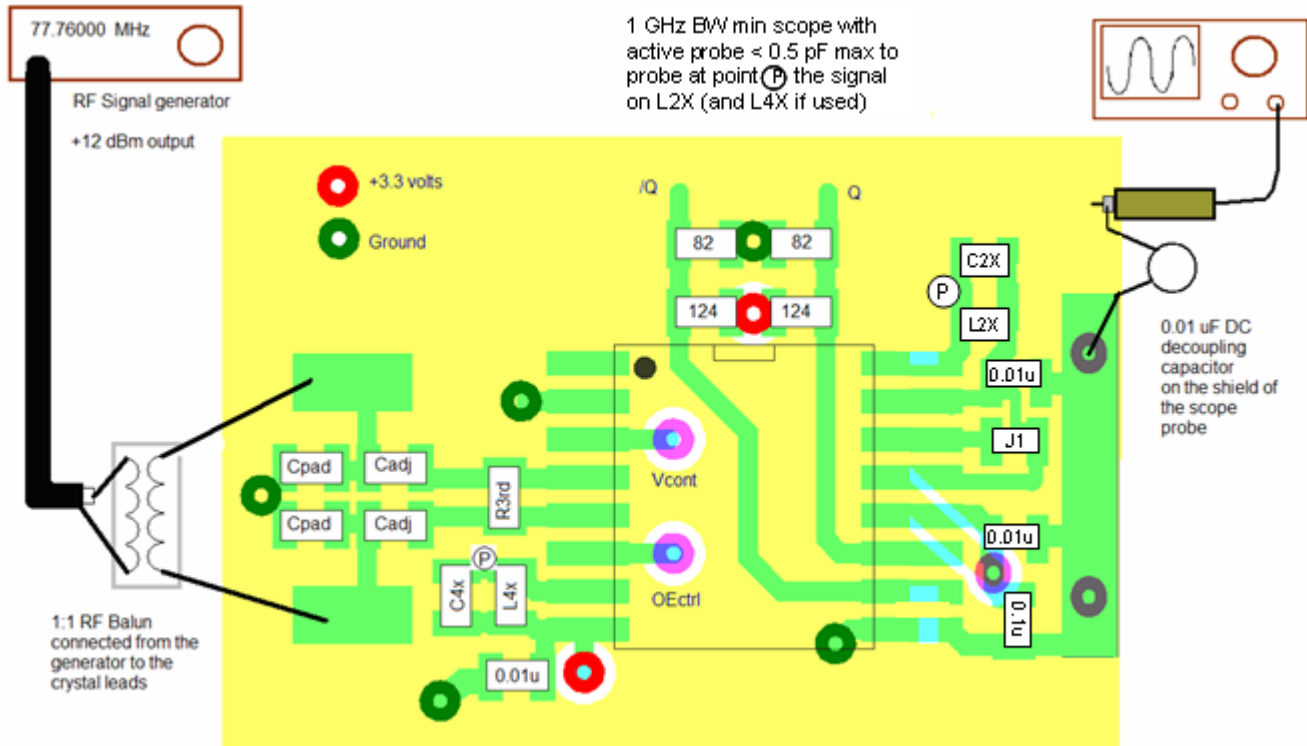 77.76000 MHz
RF Signal generator
+12 dBm output
1 GHz BW min scope with
active probe < 0.5 pF max to
probe at point P the signal
on L2X (and L4X if used)
+3.3 volts
Ground
/Q
Q
82
82
124
124
C2X
P
L2X
0.01u
J1
0.01u
0.1u
0.01 uF DC
decoupling
capacitor
on the shield of
the scope
probe
Cpad
Cadj
Cpad
Cadj
R3rd
Vcont
OEctrl
P
C4x
L4x
0.01u
1:1 RF Balun
connected from the
generator to the
crystal leads